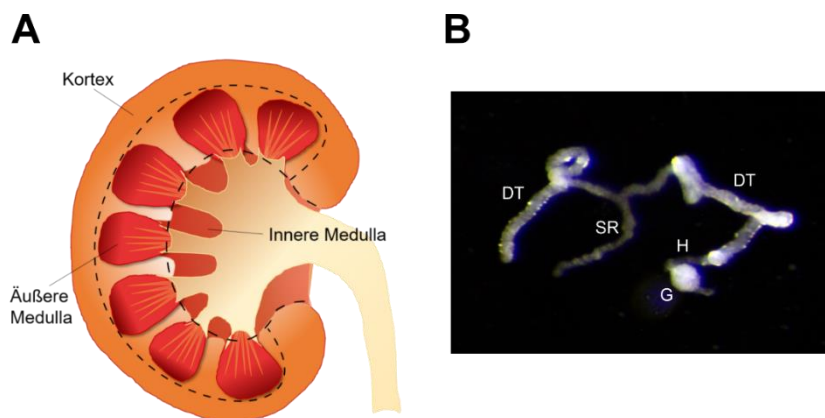 A
Kortex
Innere Medulla
Äußere
Medulla
B
DT
DT
SR
H
G